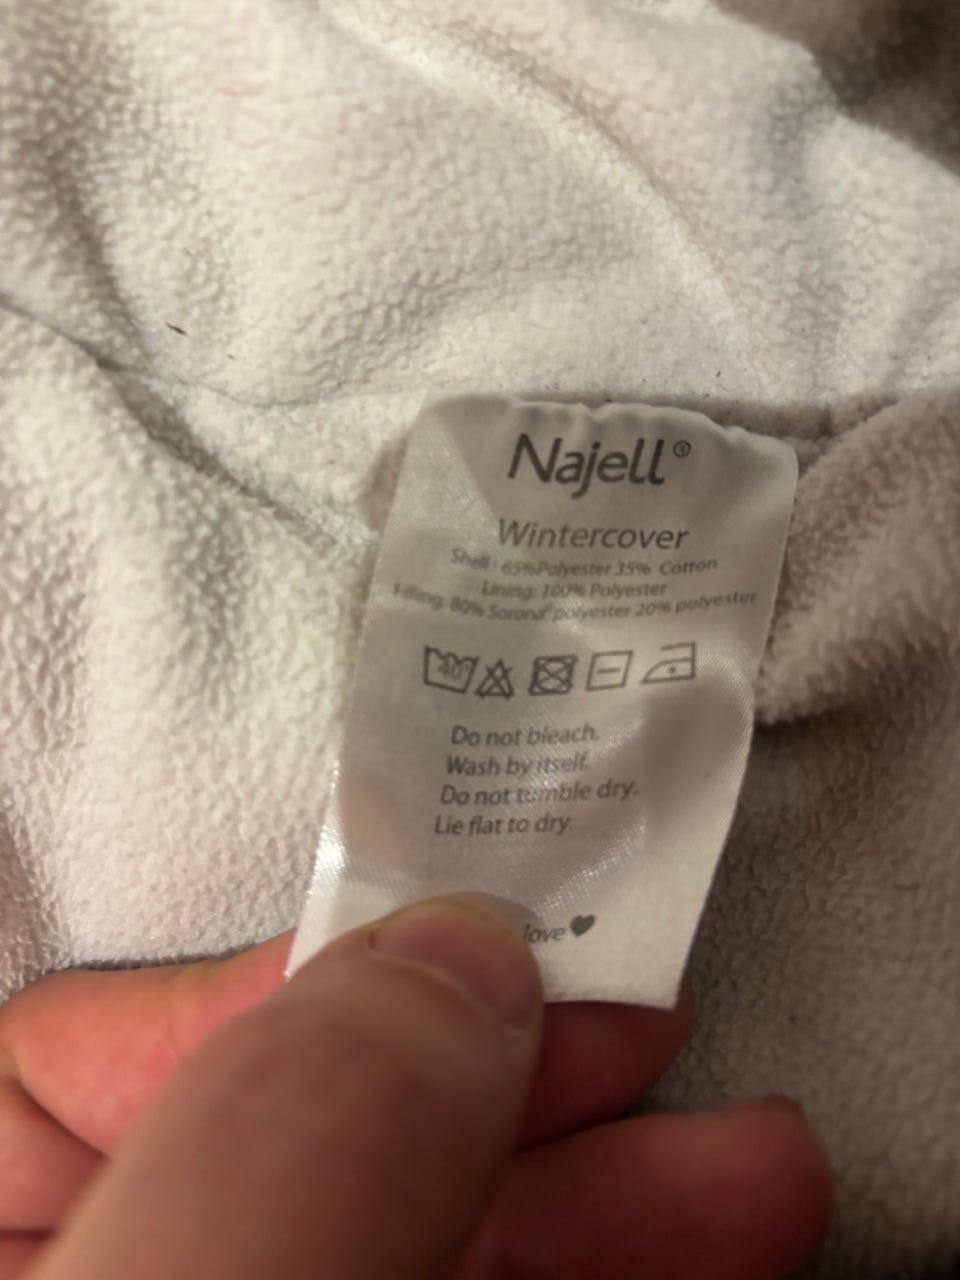 Najell®
Wintercover
Shell: 65%Polyester 35% Cotton
Lining: 100% Polyester
Filling: 80% Sorona® polyester 20% polyester
40°
Do not bleach.
Wash by itself.
Do not tumble dry.
Lie flat to dry.
love♥